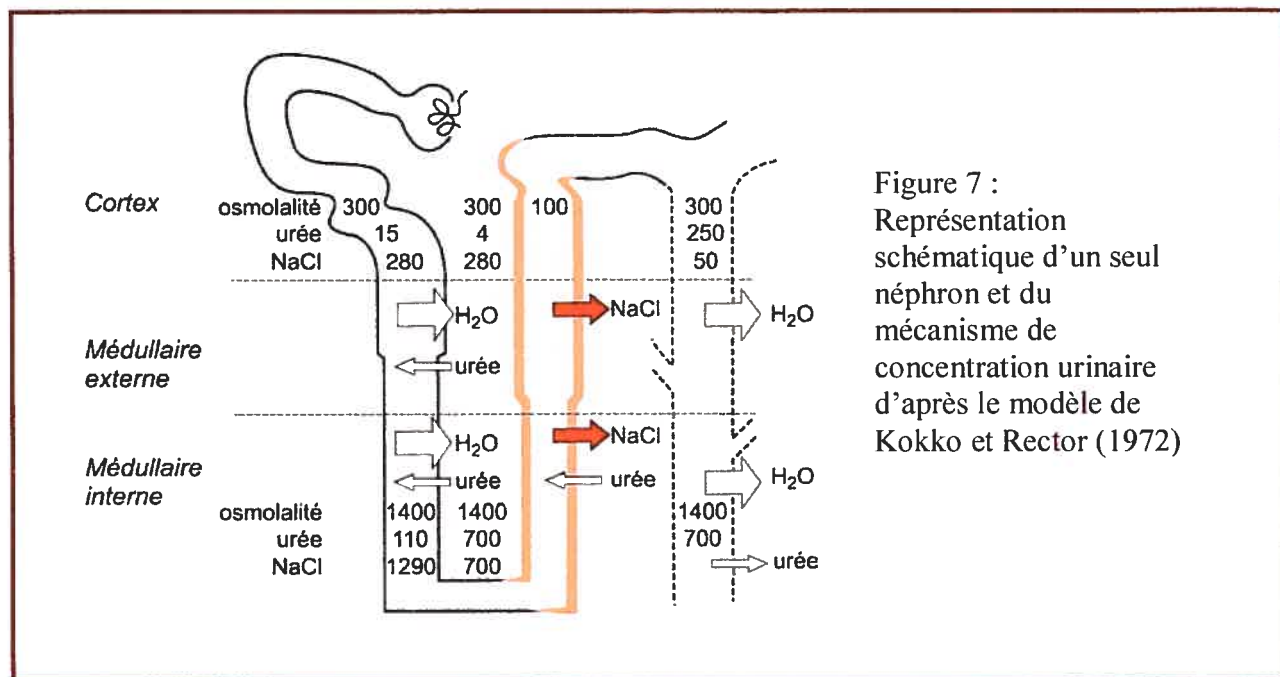 Cortex
osmolalité 300 300 100 300
urée 15 4 250
NaCl 280 280 50
H₂O NaCl H₂O
Médullaire
externe
urée
H₂O NaCl
Médullaire
interne
urée urée H₂O
osmolalité 1400 1400 1400
urée 110 700 700
NaCl 1290 700
urée
Figure 7 :
Représentation
schématique d'un seul
néphron et du
mécanisme de
concentration urinaire
d'après le modèle de
Kokko et Rector (1972)